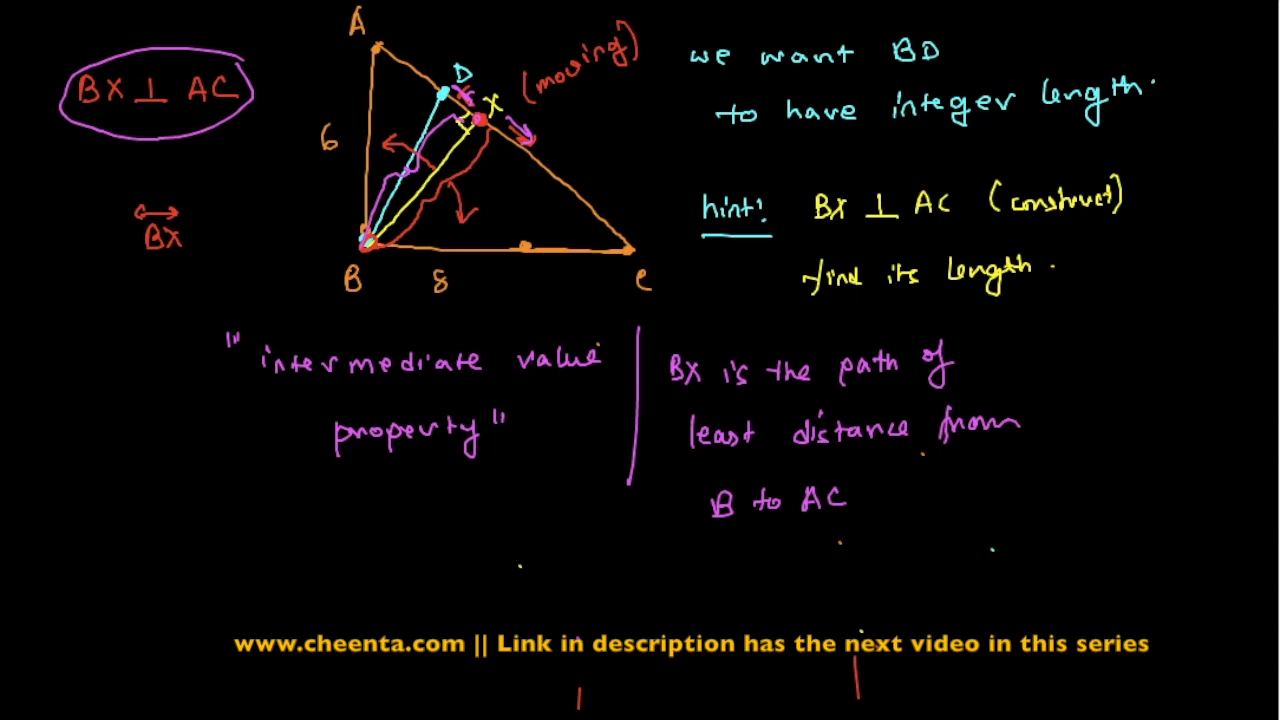 BX ⊥ AC
A
D
X
(moving)
6
B
8
C
BX
we want BD
to have integer length.
hint: BX ⊥ AC (construct)
find its length.
"intermediate value
property"
BX is the path of
least distance from
B to AC
www.cheenta.com || Link in description has the next video in this series